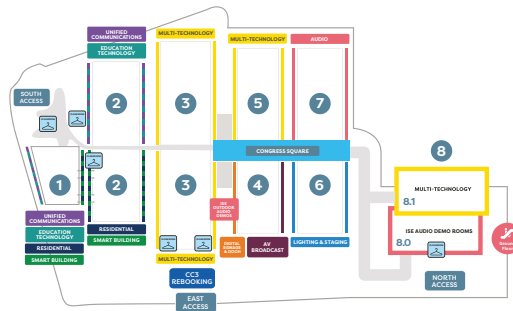 UNIFIED
COMMUNICATIONS
EDUCATION
TECHNOLOGY
MULTI-TECHNOLOGY
MULTI-TECHNOLOGY
AUDIO
SOUTH
ACCESS
2
3
5
7
CONGRESS SQUARE
8
1
2
3
4
6
MULTI-TECHNOLOGY
8.1
ISE AUDIO DEMO ROOMS
8.0
ISE
OUTDOOR
AUDIO
DEMOS
UNIFIED
COMMUNICATIONS
EDUCATION
TECHNOLOGY
RESIDENTIAL
SMART BUILDING
RESIDENTIAL
SMART BUILDING
MULTI-TECHNOLOGY
DIGITAL
SIGNAGE
& DOOH
AV
BROADCAST
LIGHTING & STAGING
CC3
REBOOKING
EAST
ACCESS
NORTH
ACCESS